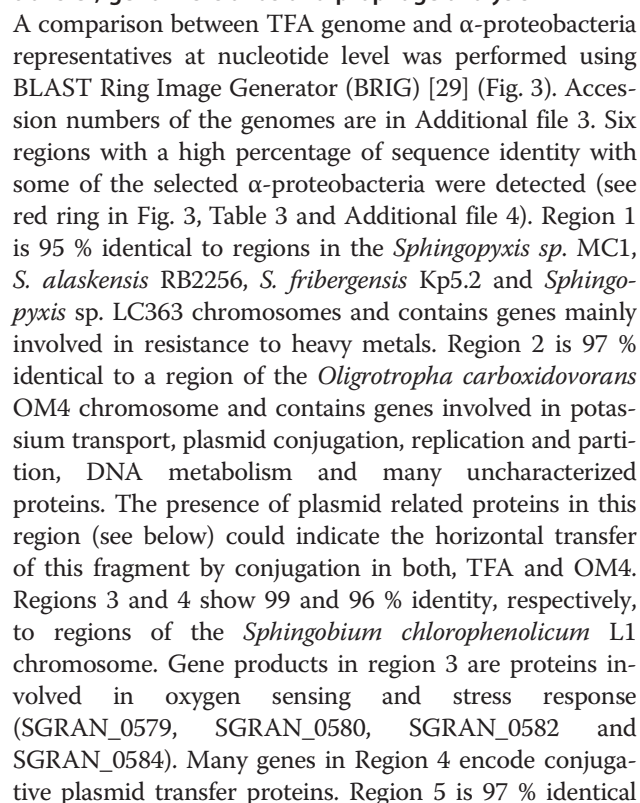 A comparison between TFA genome and α-proteobacteria
representatives at nucleotide level was performed using
BLAST Ring Image Generator (BRIG) [29] (Fig. 3). Acces-
sion numbers of the genomes are in Additional file 3. Six
regions with a high percentage of sequence identity with
some of the selected α-proteobacteria were detected (see
red ring in Fig. 3, Table 3 and Additional file 4). Region 1
is 95 % identical to regions in the Sphingopyxis sp. MC1,
S. alaskensis RB2256, S. fribergensis Kp5.2 and Sphingo-
pyxis sp. LC363 chromosomes and contains genes mainly
involved in resistance to heavy metals. Region 2 is 97 %
identical to a region of the Oligrotropha carboxidovorans
OM4 chromosome and contains genes involved in potas-
sium transport, plasmid conjugation, replication and parti-
tion, DNA metabolism and many uncharacterized
proteins. The presence of plasmid related proteins in this
region (see below) could indicate the horizontal transfer
of this fragment by conjugation in both, TFA and OM4.
Regions 3 and 4 show 99 and 96 % identity, respectively,
to regions of the Sphingobium chlorophenolicum L1
chromosome. Gene products in region 3 are proteins in-
volved in oxygen sensing and stress response
(SGRAN_0579, SGRAN_0580, SGRAN_0582 and
SGRAN_0584). Many genes in Region 4 encode conjuga-
tive plasmid transfer proteins. Region 5 is 97 % identical